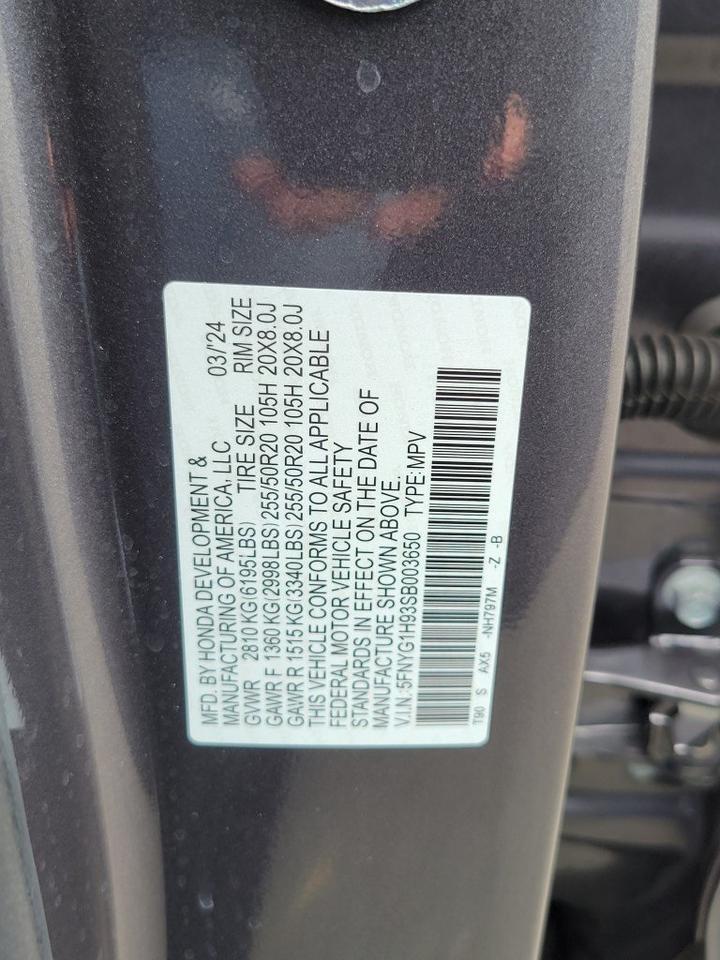 MFD. BY HONDA DEVELOPMENT &
MANUFACTURING OF AMERICA, LLC 03/'24
GVWR 2810 KG(6195LBS) TIRE SIZE RIM SIZE
GAWR F 1360 KG(2998LBS) 255/50R20 105H 20X8.0J
GAWR R 1515 KG(3340LBS) 255/50R20 105H 20X8.0J
THIS VEHICLE CONFORMS TO ALL APPLICABLE
FEDERAL MOTOR VEHICLE SAFETY
STANDARDS IN EFFECT ON THE DATE OF
MANUFACTURE SHOWN ABOVE.
V.I.N.:5FNYG1H93SB003650 TYPE:MPV
T90 S AX5 -NH797M -Z -B